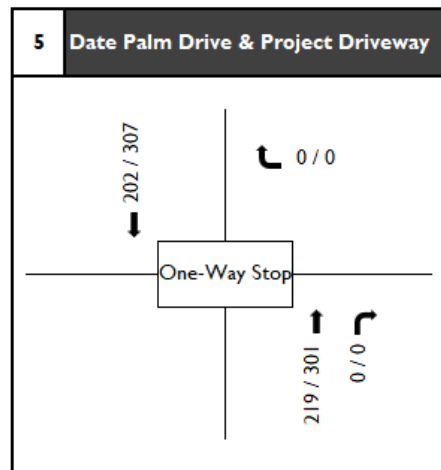 5
Date Palm Drive & Project Driveway
202 / 307
0 / 0
One-Way Stop
219 / 301
0 / 0